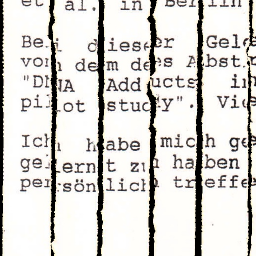 et al. in Berlin
Bei dieser Gele
von dem des Abst
"DNA Adducts in
pilot study". Vie
Ich habe mich ge
gelernt zu haben
persönlich treffe